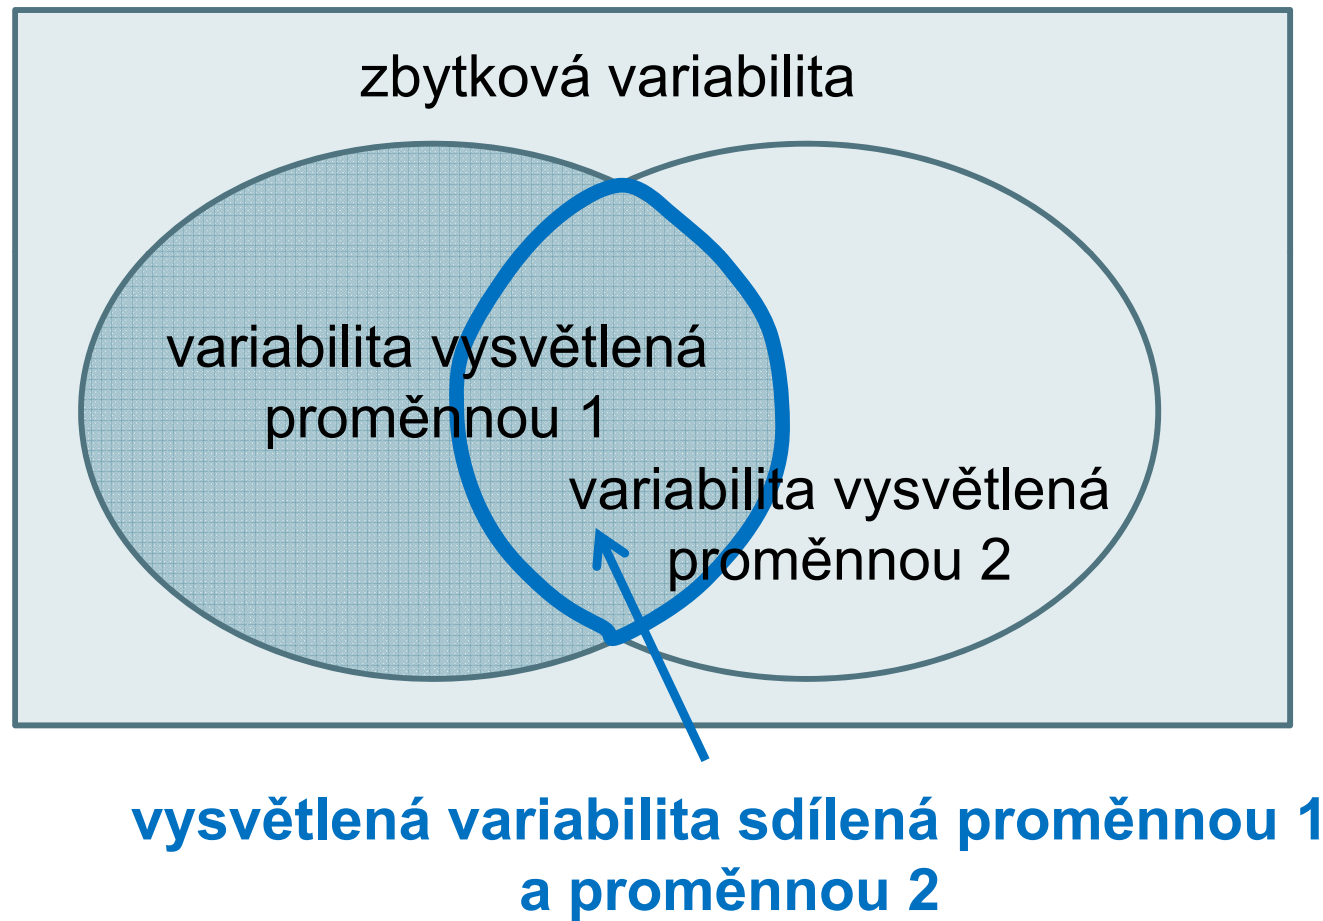 zbytková variabilita
variabilita vysvětlená
proměnnou 1
variabilita vysvětlená
proměnnou 2
vysvětlená variabilita sdílená proměnnou 1
a proměnnou 2